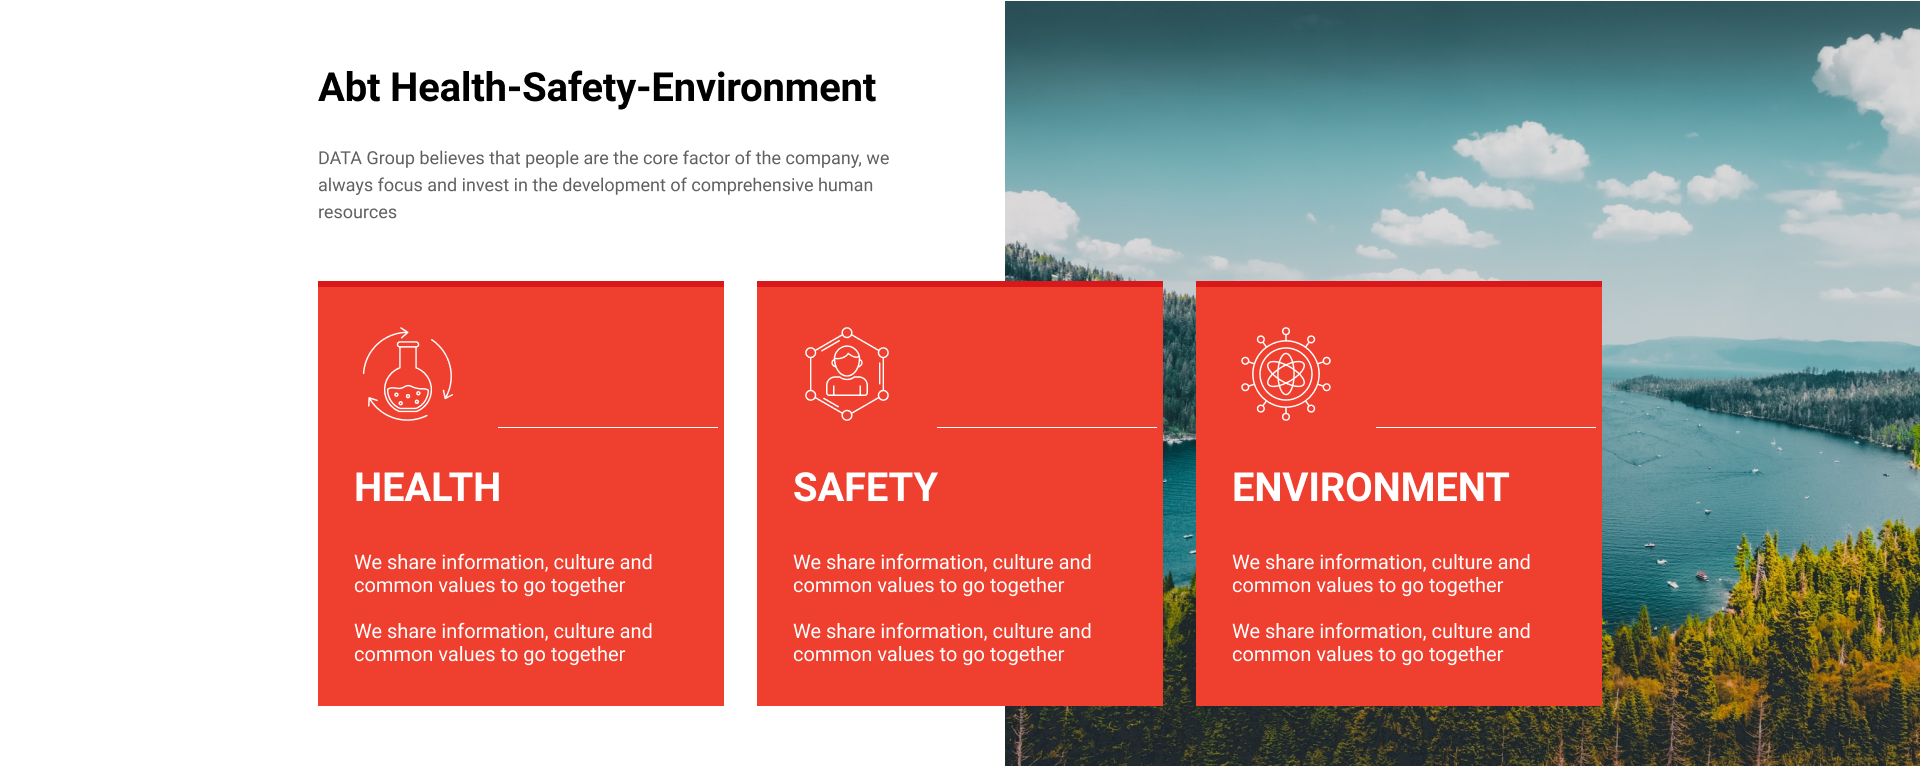 Abt Health-Safety-Environment
DATA Group believes that people are the core factor of the company, we
always focus and invest in the development of comprehensive human
resources
HEALTH
We share information, culture and
common values to go together
We share information, culture and
common values to go together
SAFETY
We share information, culture and
common values to go together
We share information, culture and
common values to go together
ENVIRONMENT
We share information, culture and
common values to go together
We share information, culture and
common values to go together